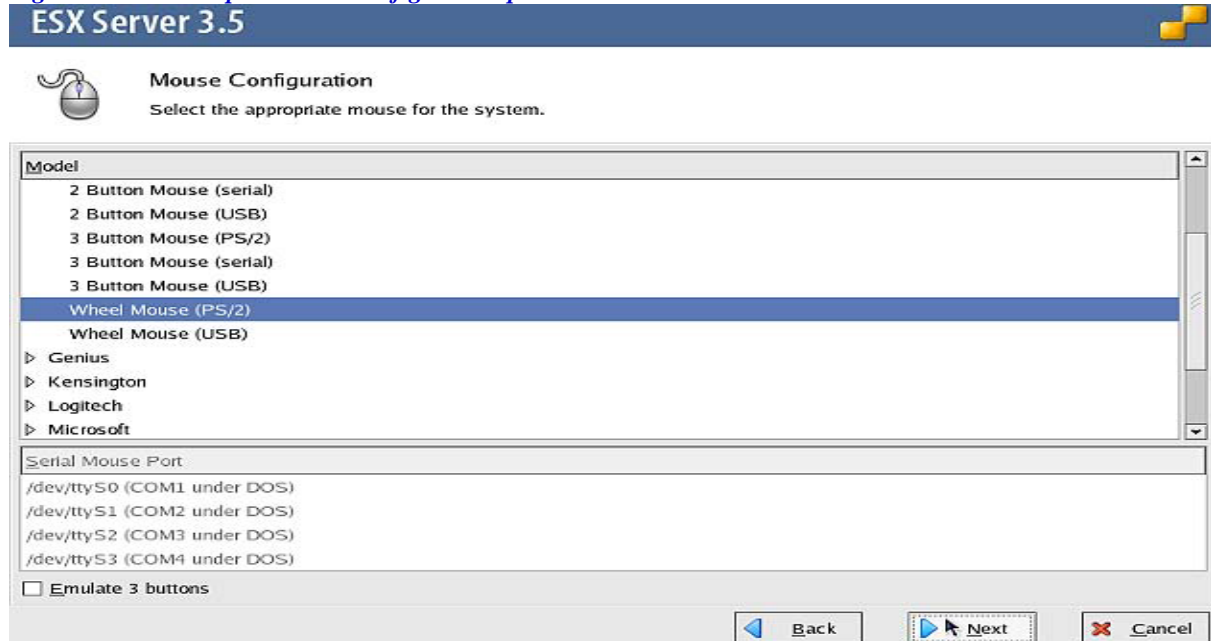 ESX Server 3.5
Mouse Configuration
Select the appropriate mouse for the system.
Model
2 Button Mouse (serial)
2 Button Mouse (USB)
3 Button Mouse (PS/2)
3 Button Mouse (serial)
3 Button Mouse (USB)
Wheel Mouse (PS/2)
Wheel Mouse (USB)
Genius
Kensington
Logitech
Microsoft
Serial Mouse Port
/dev/ttyS0 (COM1 under DOS)
/dev/ttyS1 (COM2 under DOS)
/dev/ttyS2 (COM3 under DOS)
/dev/ttyS3 (COM4 under DOS)
Emulate 3 buttons
Back
Next
Cancel